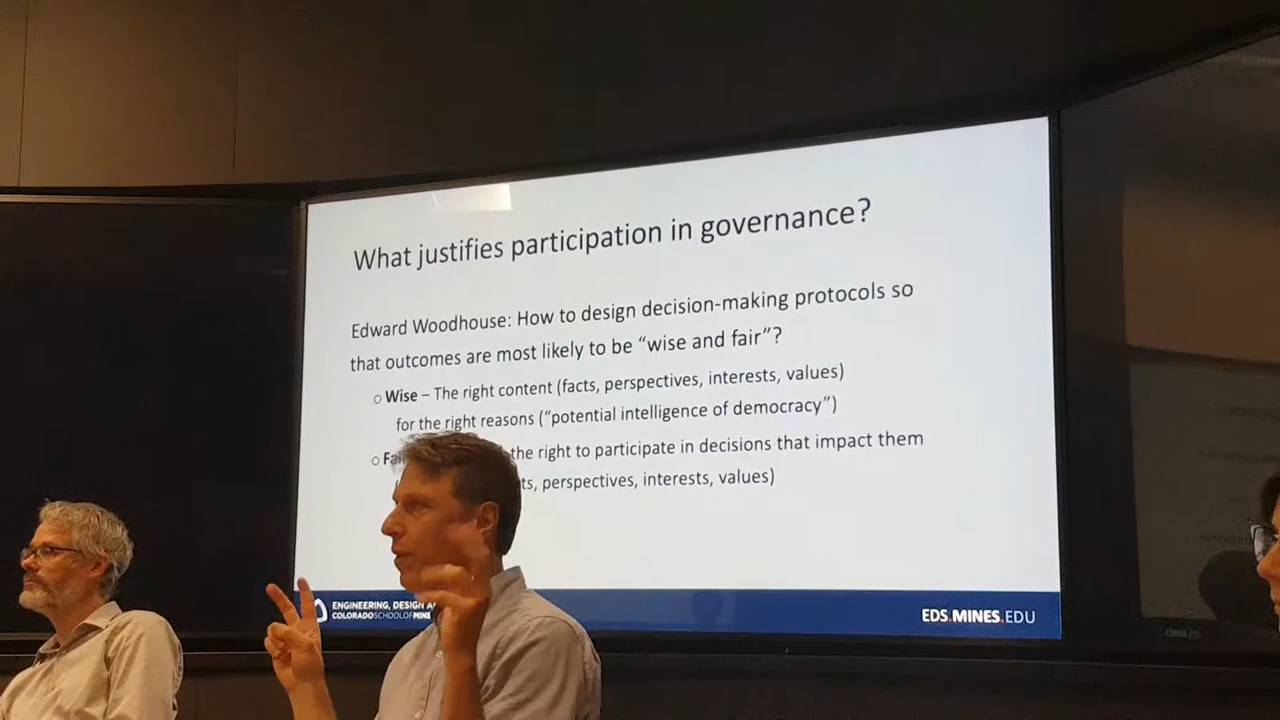 What justifies participation in governance?
Edward Woodhouse: How to design decision-making protocols so
that outcomes are most likely to be “wise and fair”?
○ Wise – The right content (facts, perspectives, interests, values)
for the right reasons (“potential intelligence of democracy”)
○ the right to participate in decisions that impact them
perspectives, interests, values)
ENGINEERING, DESIGN
COLORADOSCHOOLOF
EDS.MINES.EDU